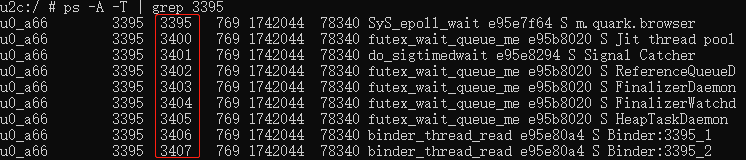 u2c:/ # ps -A -T | grep 3395
u0_a66 3395 3395 769 1742044 78340 SyS_epoll_wait e95e7f64 S m.quark.browser
u0_a66 3395 3400 769 1742044 78340 futex_wait_queue_me e95b8020 S Jit thread pool
u0_a66 3395 3401 769 1742044 78340 do_sigtimedwait e95e8294 S Signal Catcher
u0_a66 3395 3402 769 1742044 78340 futex_wait_queue_me e95b8020 S ReferenceQueueD
u0_a66 3395 3403 769 1742044 78340 futex_wait_queue_me e95b8020 S FinalizerDaemon
u0_a66 3395 3404 769 1742044 78340 futex_wait_queue_me e95b8020 S FinalizerWatchd
u0_a66 3395 3405 769 1742044 78340 futex_wait_queue_me e95b8020 S HeapTaskDaemon
u0_a66 3395 3406 769 1742044 78340 binder_thread_read e95e80a4 S Binder:3395_1
u0_a66 3395 3407 769 1742044 78340 binder_thread_read e95e80a4 S Binder:3395_2